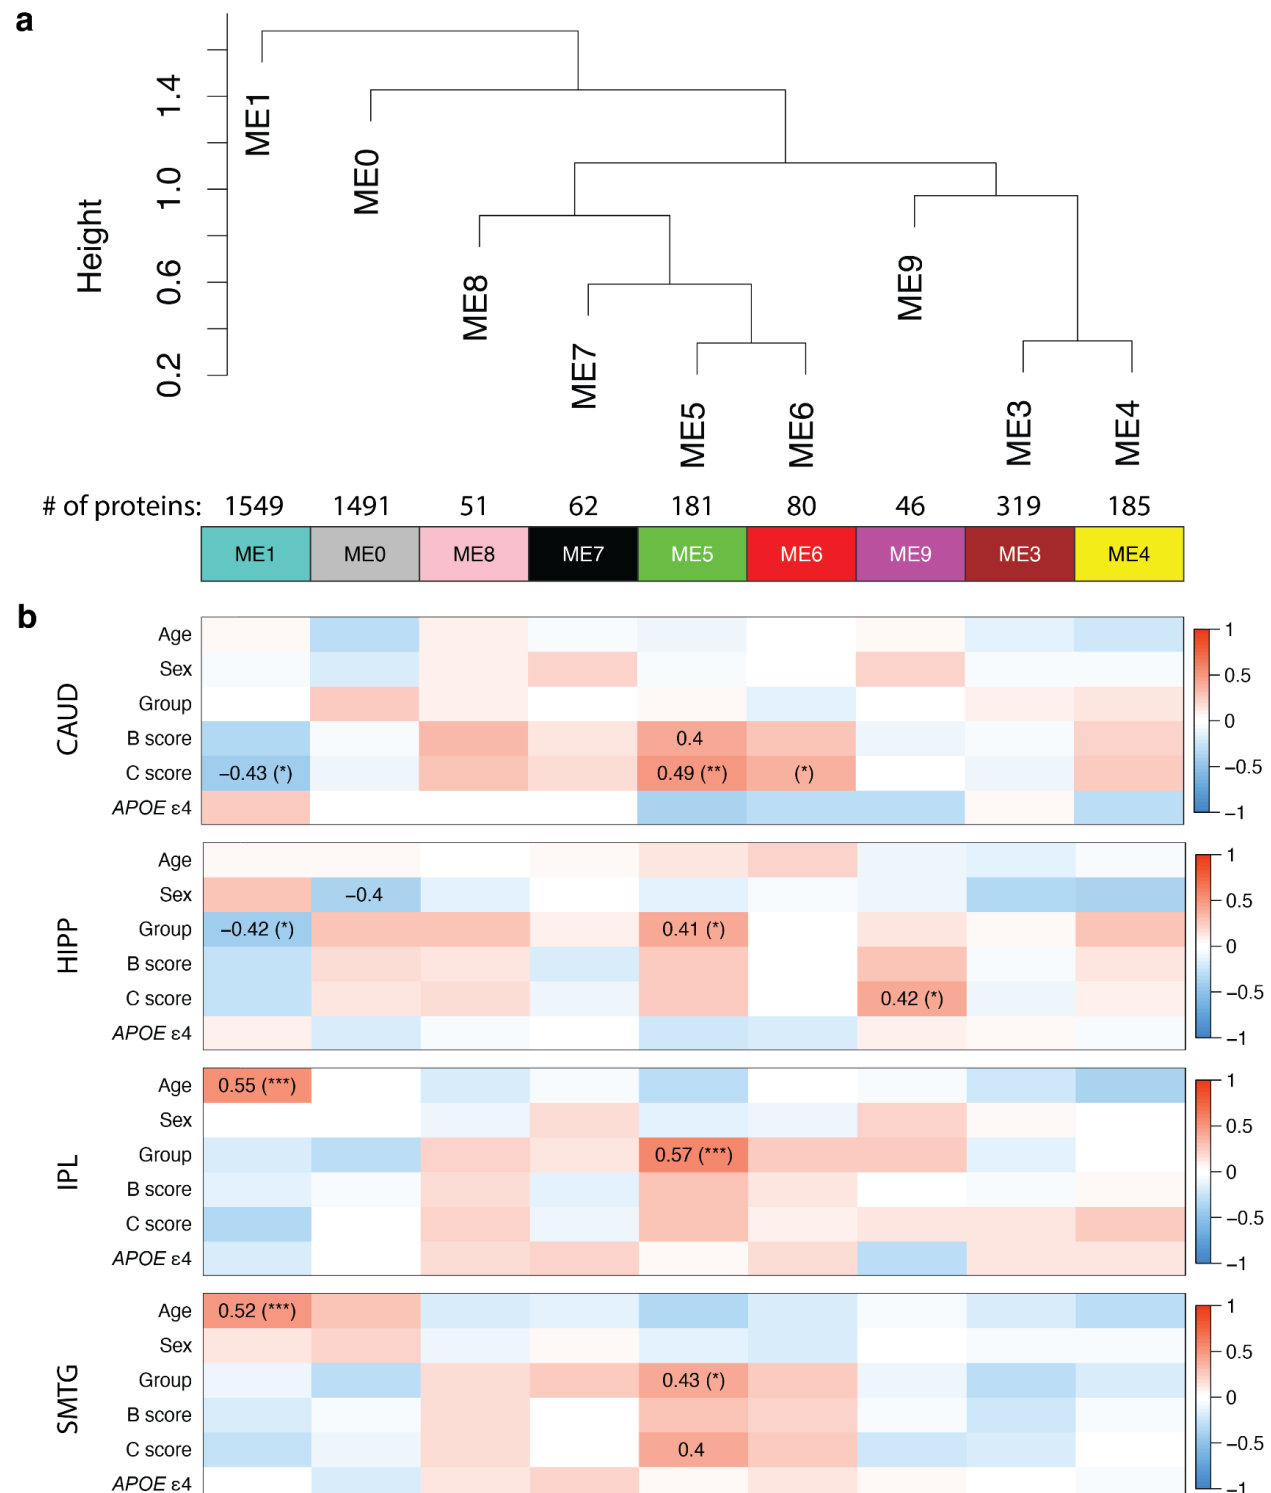 a
Height
0.2 0.6 1.0 1.4
ME1
ME0
ME8
ME7
ME5
ME6
ME9
ME3
ME4
# of proteins: 1549 1491 51 62 181 80 46 319 185
ME1 ME0 ME8 ME7 ME5 ME6 ME9 ME3 ME4
b
CAUD
Age
Sex
Group
B score 0.4
C score −0.43 (*) 0.49 (**) (*)
APOE ε4
1
0.5
0
−0.5
−1
HIPP
Age
Sex −0.4
Group −0.42 (*) 0.41 (*)
B score
C score 0.42 (*)
APOE ε4
1
0.5
0
−0.5
−1
IPL
Age 0.55 (***)
Sex
Group 0.57 (***)
B score
C score
APOE ε4
1
0.5
0
−0.5
−1
SMTG
Age 0.52 (***)
Sex
Group 0.43 (*)
B score
C score 0.4
APOE ε4
1
0.5
0
−0.5
−1